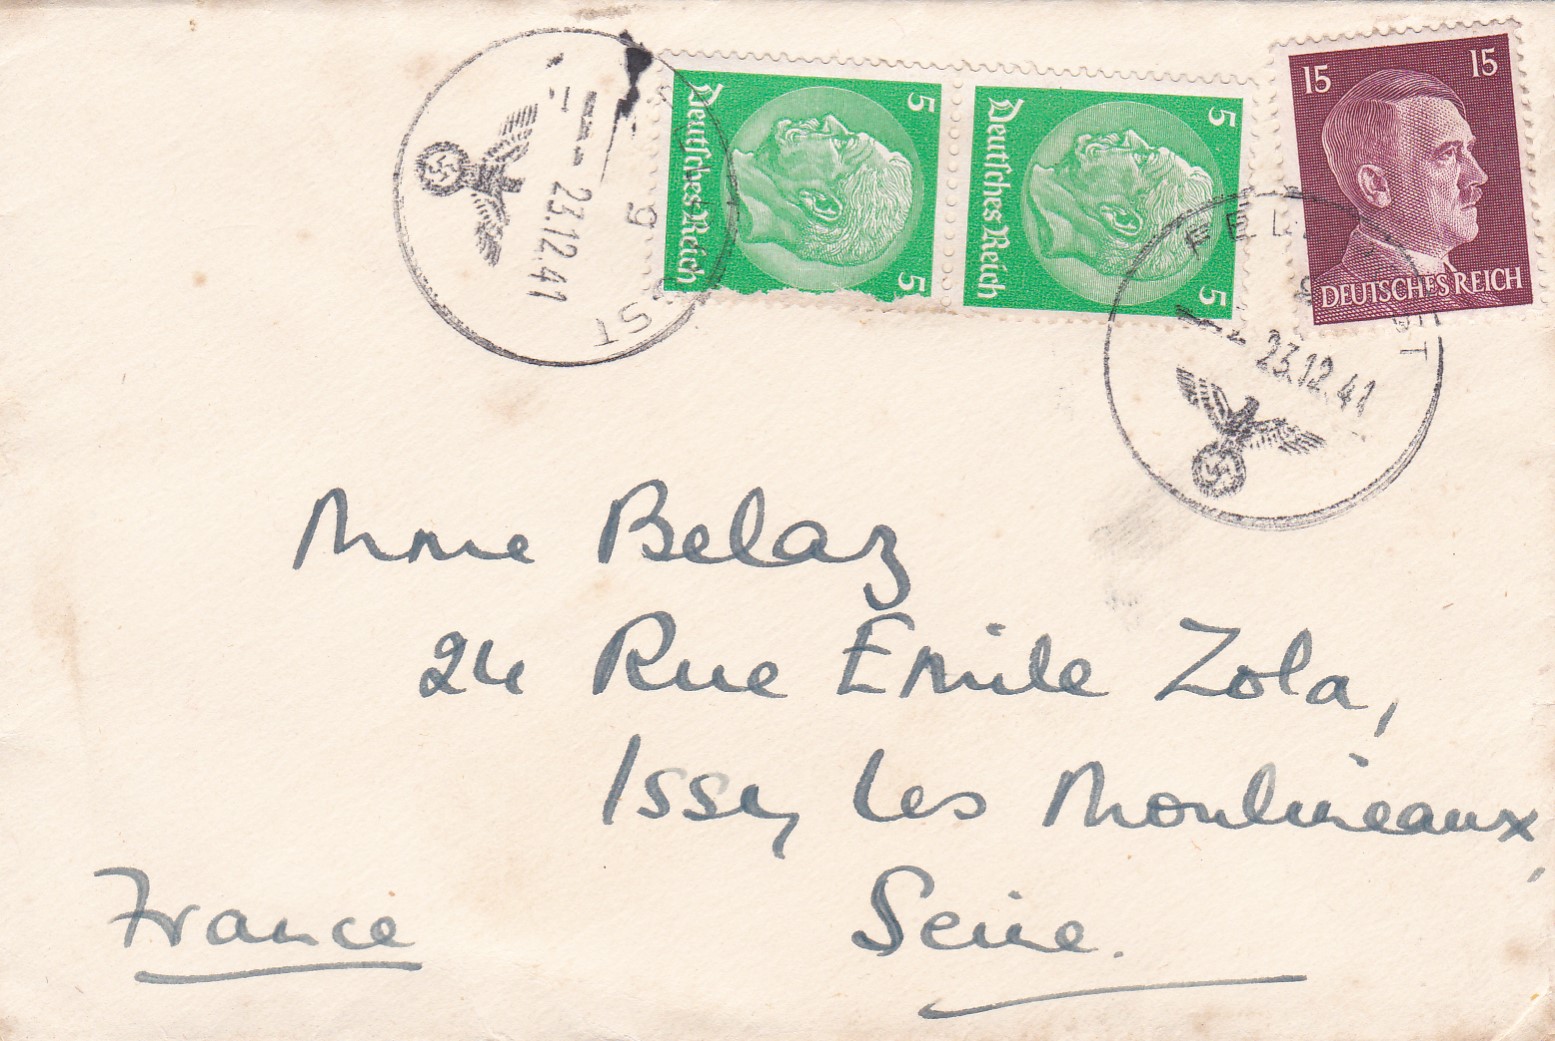 5 5
Deutsches Reich
5 5
Deutsches Reich
15 15
DEUTSCHES REICH
23.12.41
g
23.12.41
Mme Belaz
24 Rue Emile Zola,
Issy les Moulineaux,
Seine.
France